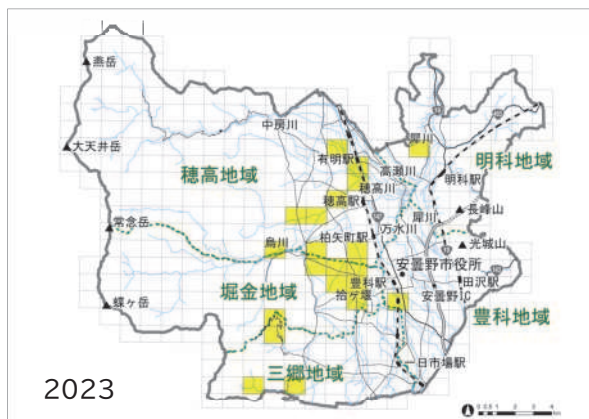 燕岳
中房川
犀川
大天井岳
有明駅
高瀬川
明科地域
穂高地域
明科駅
穂高川
穂高駅
犀川
長峰山
常念岳
万水川
烏川
柏矢町駅
光城山
安曇野市役所
堀金地域
豊科駅
田沢駅
拾ケ堰
安曇野IC
蝶ヶ岳
豊科地域
一日市場駅
三郷地域
2023